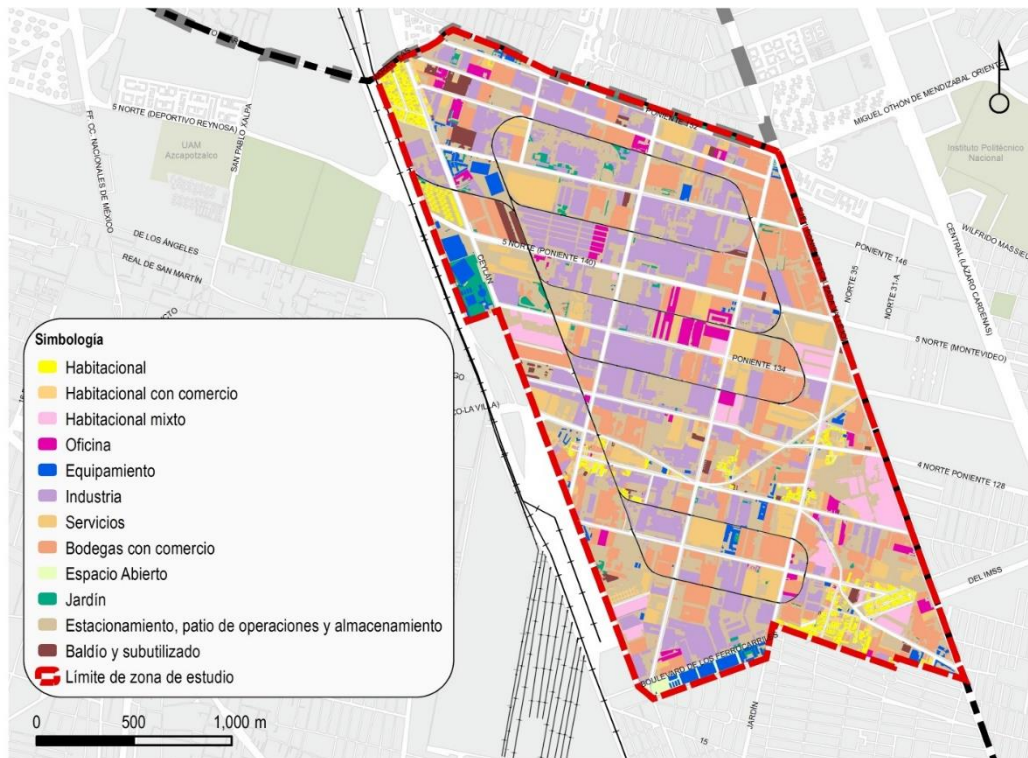 MIGUEL OTHÓN DE MENDIZABAL ORIENTE
5 NORTE (DEPORTIVO REYNOSA)
UAM
Azcapotzalco
SAN PABLO XALPA
FF. CC. NACIONALES DE MÉXICO
Instituto Politécnico
Nacional
WILFRIDO MASSIEU
CENTRAL (LÁZARO CARDENAS)
DE LOS ÁNGELES
REAL DE SAN MARTÍN
CEYLÁN
5 NORTE (PONIENTE 140)
PONIENTE 146
NORTE 35
NORTE 31-A
5 NORTE (MONTEVIDEO)
PONIENTE 134
4 NORTE PONIENTE 128
DEL IMSS
BOULEVARD DE LOS FERROCARRILES
JARDÍN
15
Simbología
Habitacional
Habitacional con comercio
Habitacional mixto
Oficina
Equipamiento
Industria
Servicios
Bodegas con comercio
Espacio Abierto
Jardín
Estacionamiento, patio de operaciones y almacenamiento
Baldío y subutilizado
Límite de zona de estudio
0 500 1,000 m